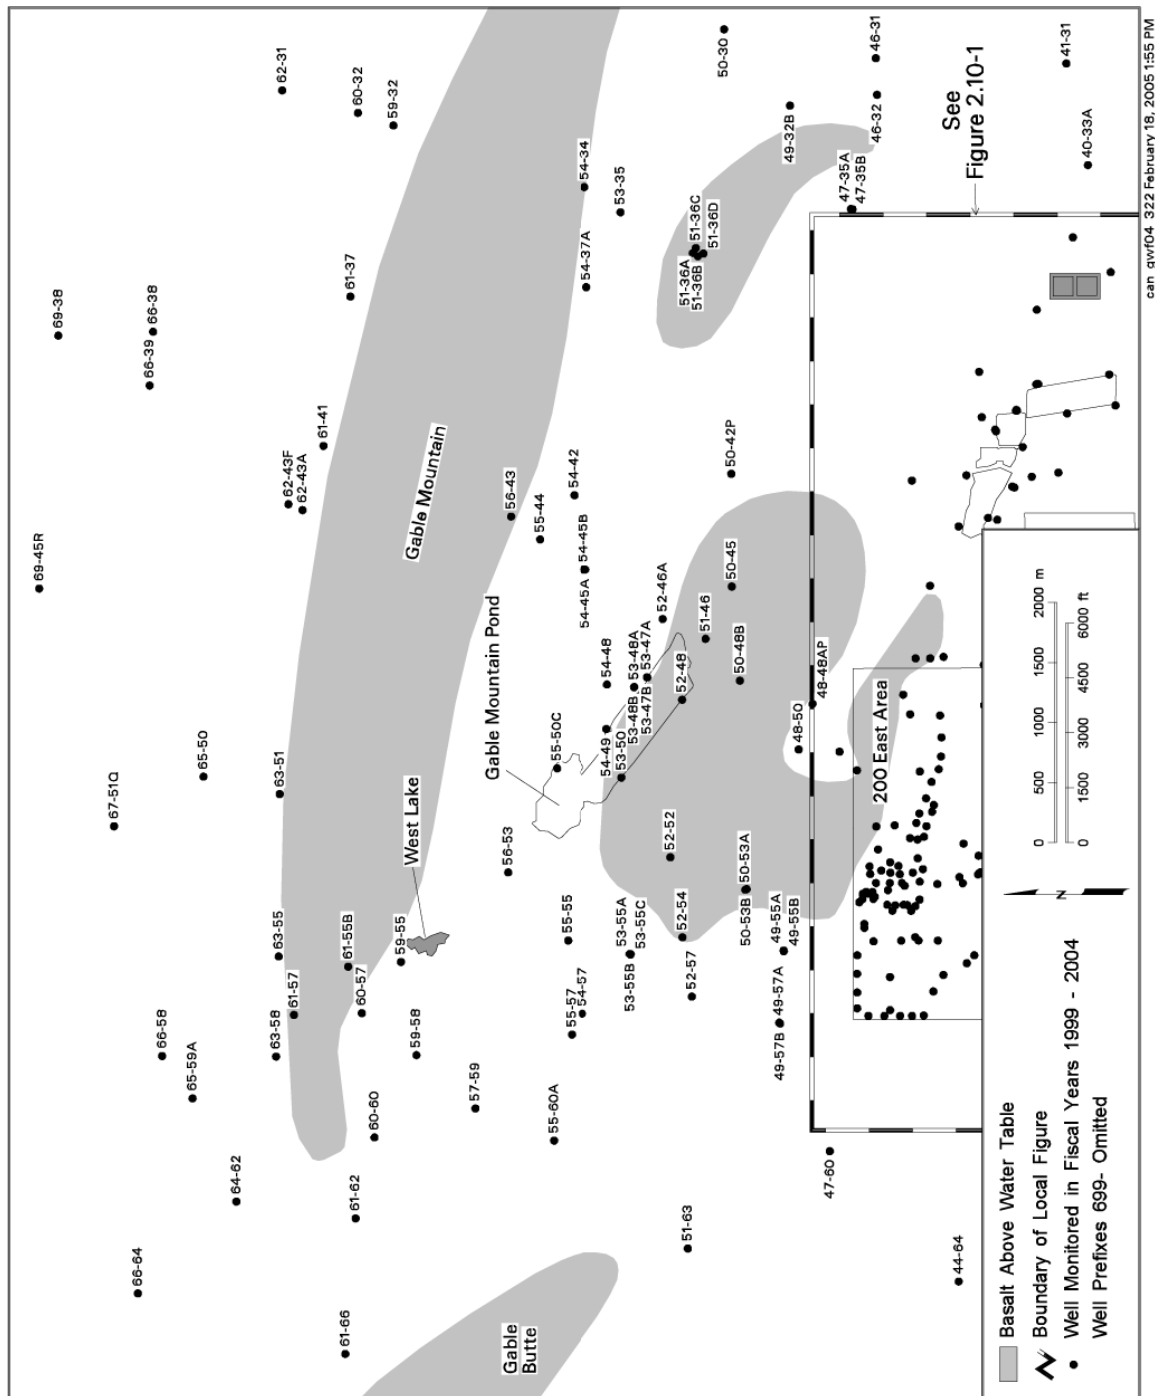 69-38
66-39
66-38
62-31
60-32
59-32
61-37
61-41
62-43F
62-43A
69-45R
Gable Mountain
54-34
53-35
54-37A
50-30
49-32B
46-31
46-32
41-31
40-33A
47-35A
47-35B
See
Figure 2.10-1
51-36A
51-36B
51-36C
51-36D
56-43
55-44
54-42
54-45A
54-45B
50-42P
50-45
52-46A
51-46
50-48B
52-48
53-48A
53-47A
53-48B
53-47B
54-48
54-49
53-50
55-50C
Gable Mountain Pond
48-48AP
48-50
200 East Area
67-51Q
65-50
63-51
West Lake
56-53
52-52
50-53A
50-53B
52-54
63-55
61-55B
59-55
55-55
53-55A
53-55C
53-55B
49-55A
49-55B
66-58
65-59A
63-58
61-57
60-57
59-58
57-59
55-57
54-57
52-57
49-57A
49-57B
60-60
55-60A
47-60
64-62
61-62
66-64
61-66
51-63
44-64
Gable
Butte
Basalt Above Water Table
Boundary of Local Figure
Well Monitored in Fiscal Years 1999 - 2004
Well Prefixes 699- Omitted
N
0 500 1000 1500 2000 m
0 1500 3000 4500 6000 ft
can_gwf04_322 February 18, 2005 1:55 PM